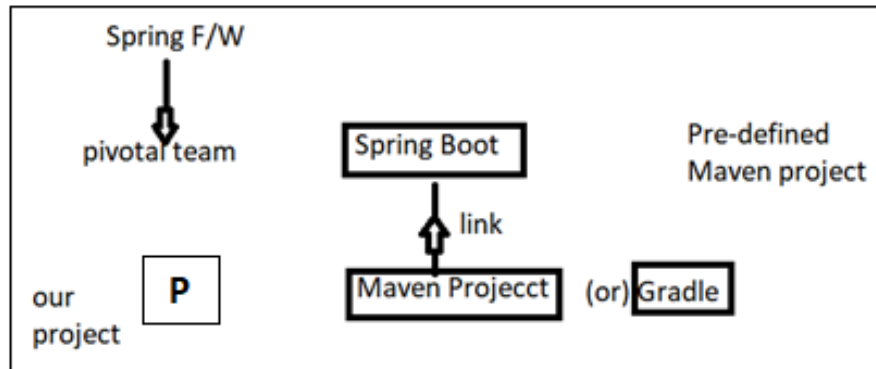 Spring F/W
pivotal team
Spring Boot
Pre-defined
Maven project
link
our
project
P
Maven Projecct
(or) Gradle